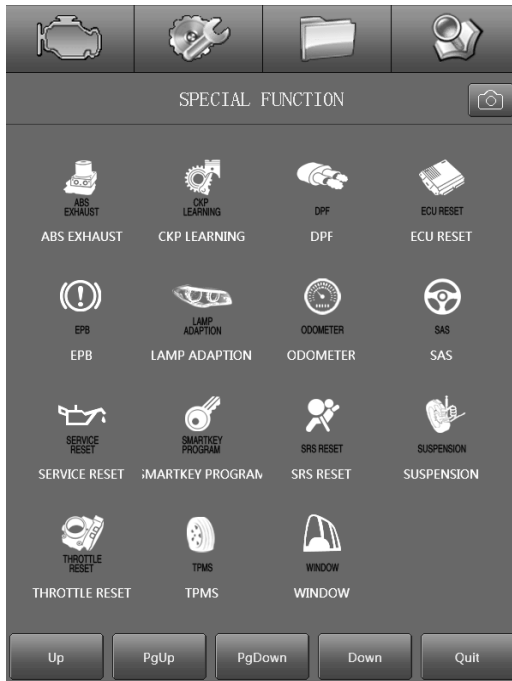 SPECIAL FUNCTION
ABS
EXHAUST
CKP
LEARNING
DPF
ECU RESET
ABS EXHAUST
CKP LEARNING
DPF
ECU RESET
EPB
LAMP
ADAPTION
ODOMETER
SAS
EPB
LAMP ADAPTION
ODOMETER
SAS
SERVICE
RESET
SMARTKEY
PROGRAM
SRS RESET
SUSPENSION
SERVICE RESET
SMARTKEY PROGRAM
SRS RESET
SUSPENSION
THROTTLE
RESET
TPMS
WINDOW
THROTTLE RESET
TPMS
WINDOW
Up
PgUp
PgDown
Down
Quit